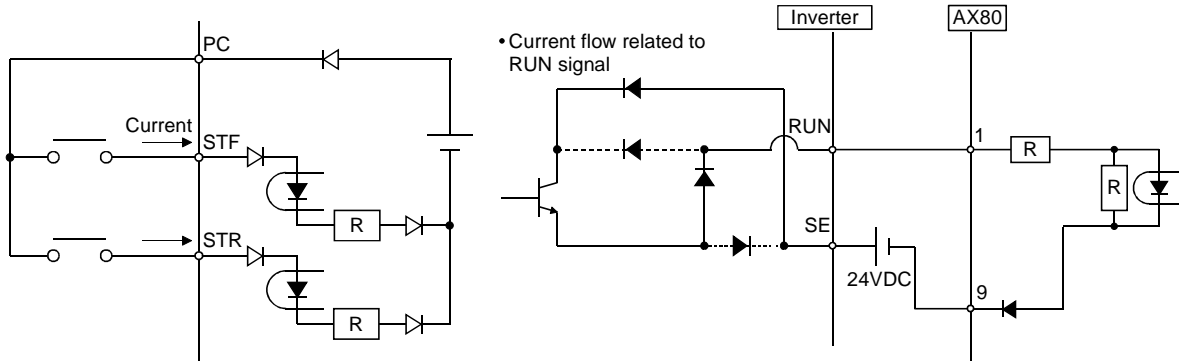 PC
Current
STF
R
STR
R
Inverter
AX80
• Current flow related to
RUN signal
RUN
1
R
R
SE
24VDC
9